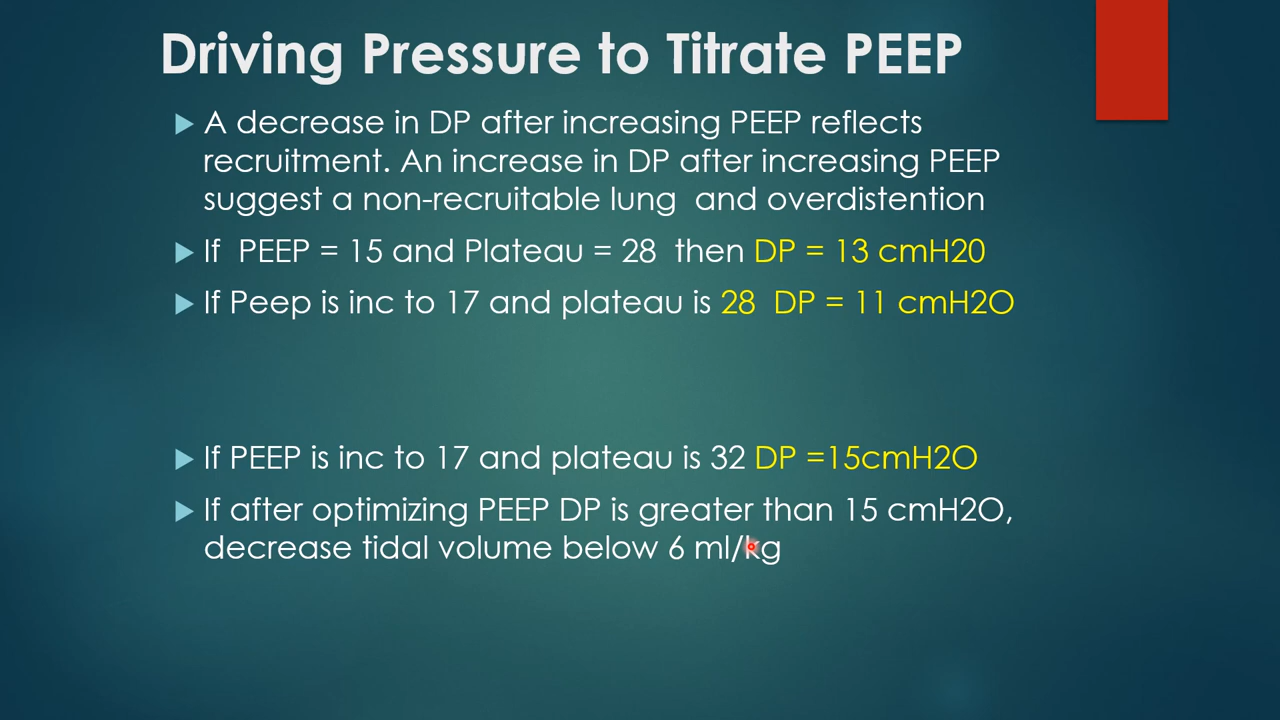 Driving Pressure to Titrate PEEP
A decrease in DP after increasing PEEP reflects
recruitment. An increase in DP after increasing PEEP
suggest a non-recruitable lung and overdistention
If PEEP = 15 and Plateau = 28 then DP = 13 cmH20
If Peep is inc to 17 and plateau is 28 DP = 11 cmH2O
If PEEP is inc to 17 and plateau is 32 DP =15cmH2O
If after optimizing PEEP DP is greater than 15 cmH2O,
decrease tidal volume below 6 ml/kg